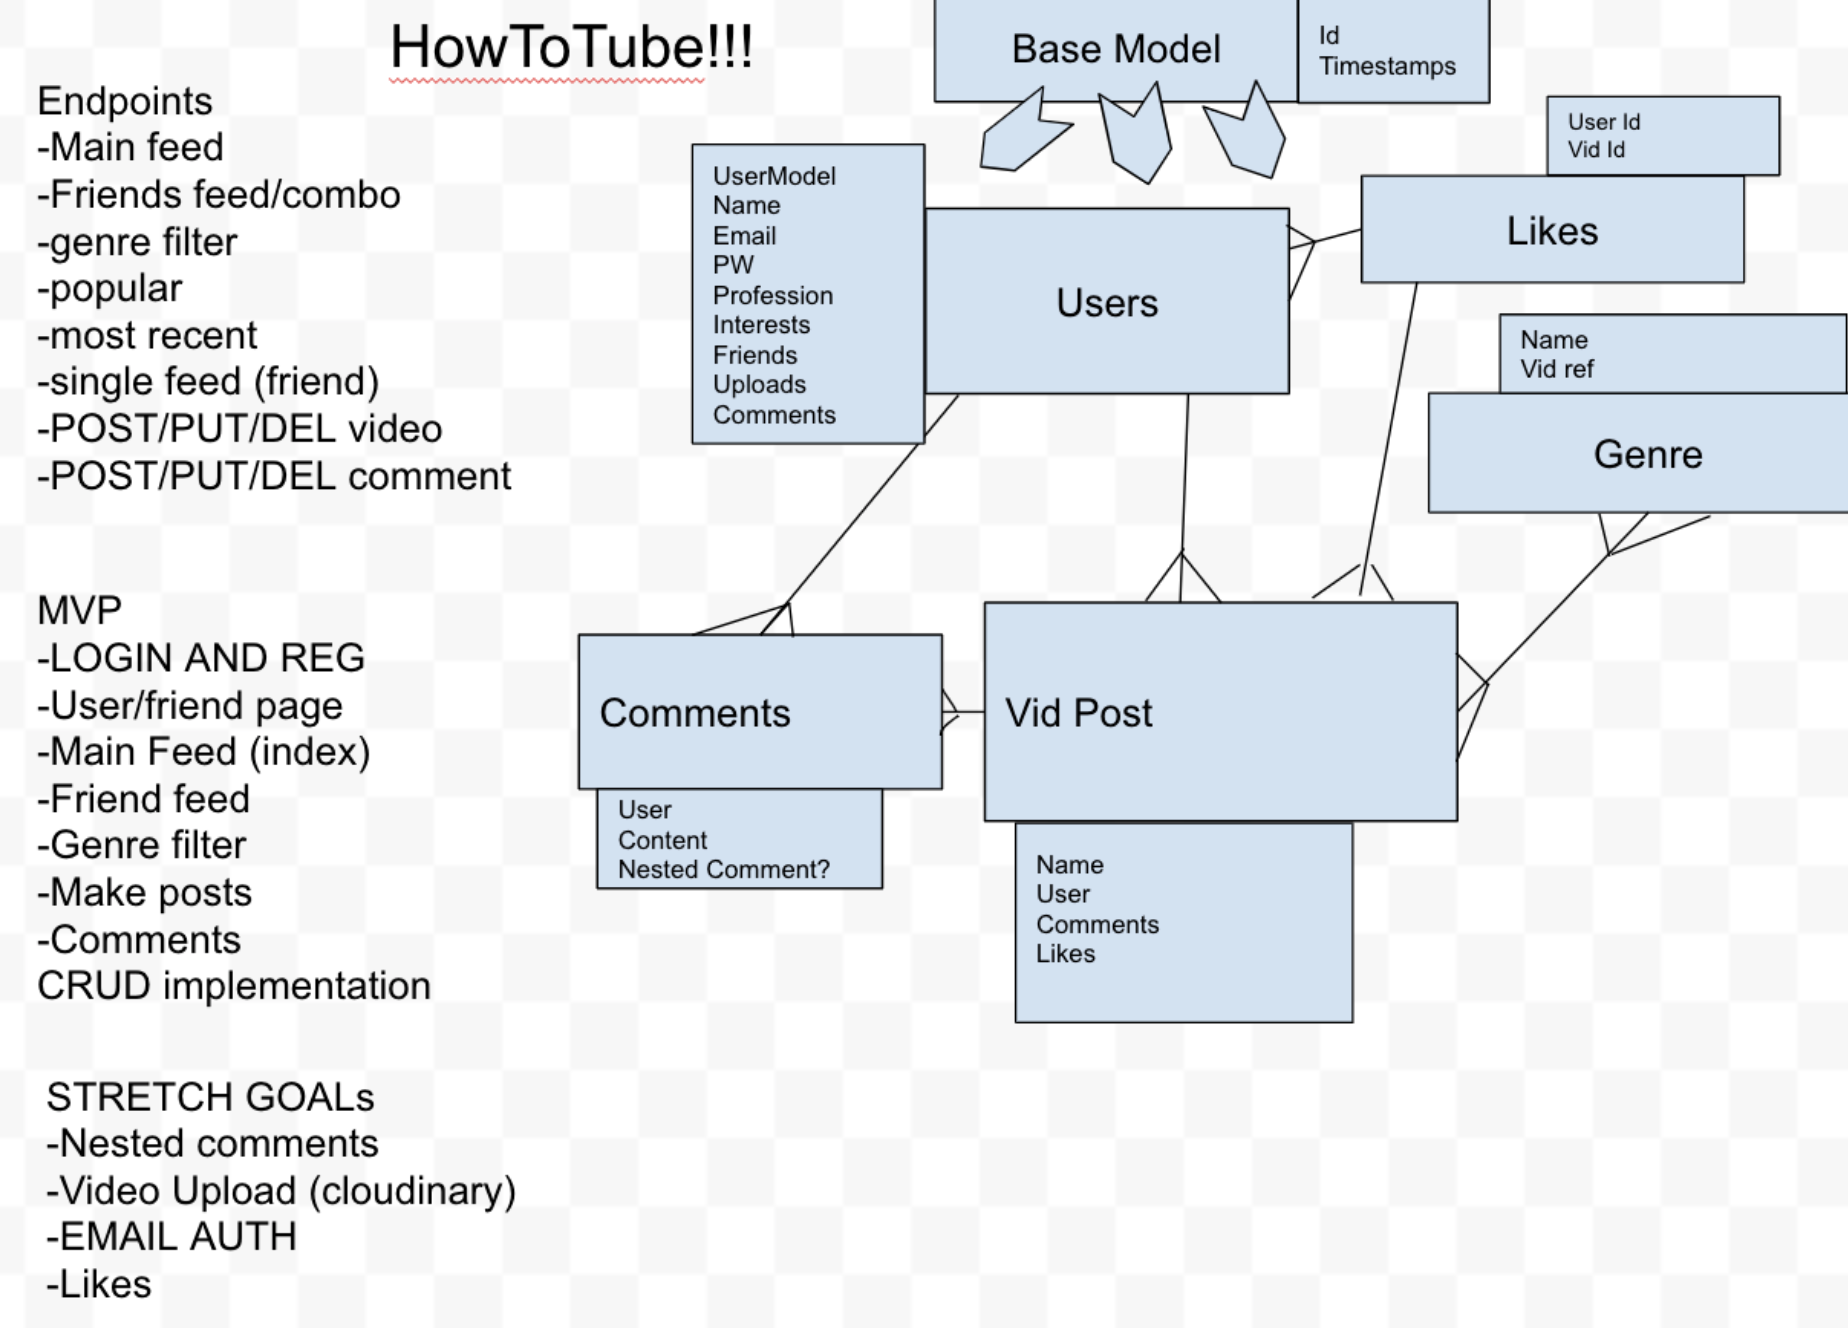 HowToTube!!!
Endpoints
-Main feed
-Friends feed/combo
-genre filter
-popular
-most recent
-single feed (friend)
-POST/PUT/DEL video
-POST/PUT/DEL comment
MVP
-LOGIN AND REG
-User/friend page
-Main Feed (index)
-Friend feed
-Genre filter
-Make posts
-Comments
CRUD implementation
STRETCH GOALs
-Nested comments
-Video Upload (cloudinary)
-EMAIL AUTH
-Likes
Base Model
Id
Timestamps
UserModel
Name
Email
PW
Profession
Interests
Friends
Uploads
Comments
Users
User Id
Vid Id
Likes
Name
Vid ref
Genre
Comments
User
Content
Nested Comment?
Vid Post
Name
User
Comments
Likes